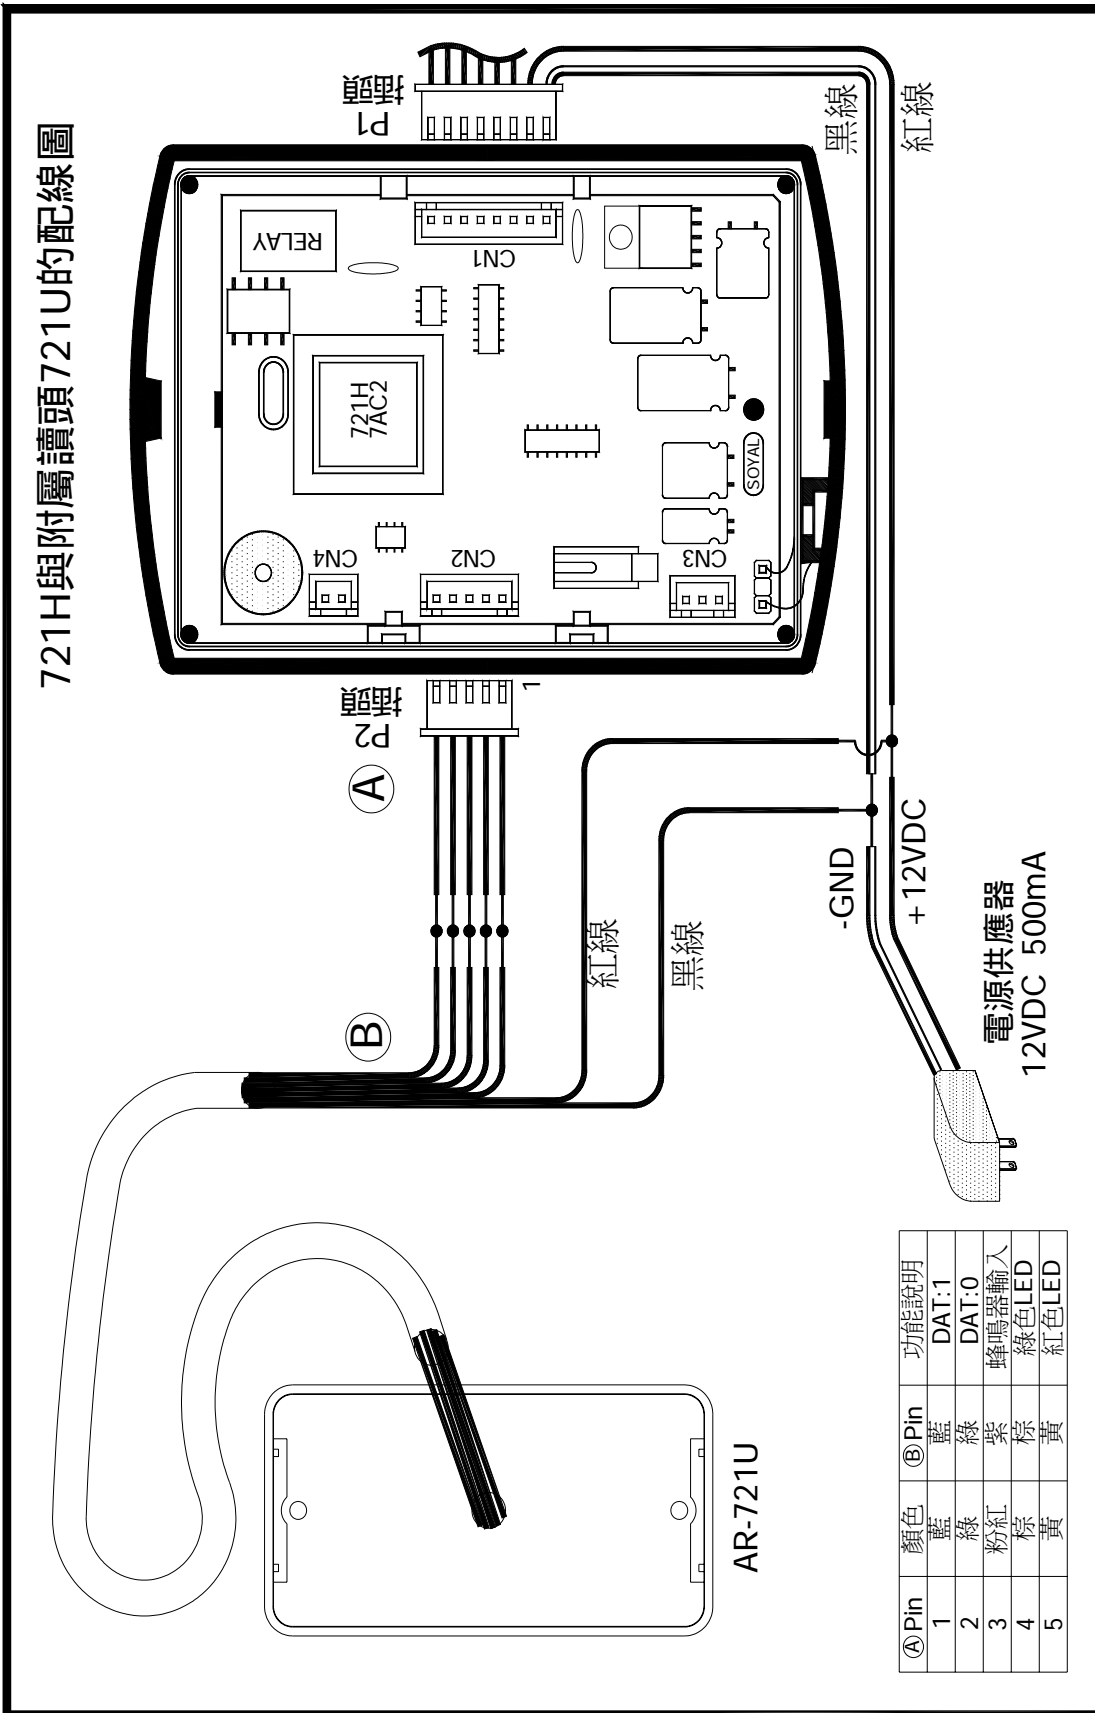 721H與附屬讀頭721U的配線圖
P1
插頭
黑線
紅線
RELAY
CN1
721H
7AC2
SOYAL
CN4
CN2
CN3
P2
插頭
1
A
B
紅線
黑線
-GND
+12VDC
電源供應器
12VDC 500mA
AR-721U
ⒶPin 顏色 ⒷPin 功能說明
1 藍 藍 DAT:1
2 綠 綠 DAT:0
3 粉紅 紫 蜂鳴器輸入
4 棕 棕 綠色LED
5 黃 黃 紅色LED